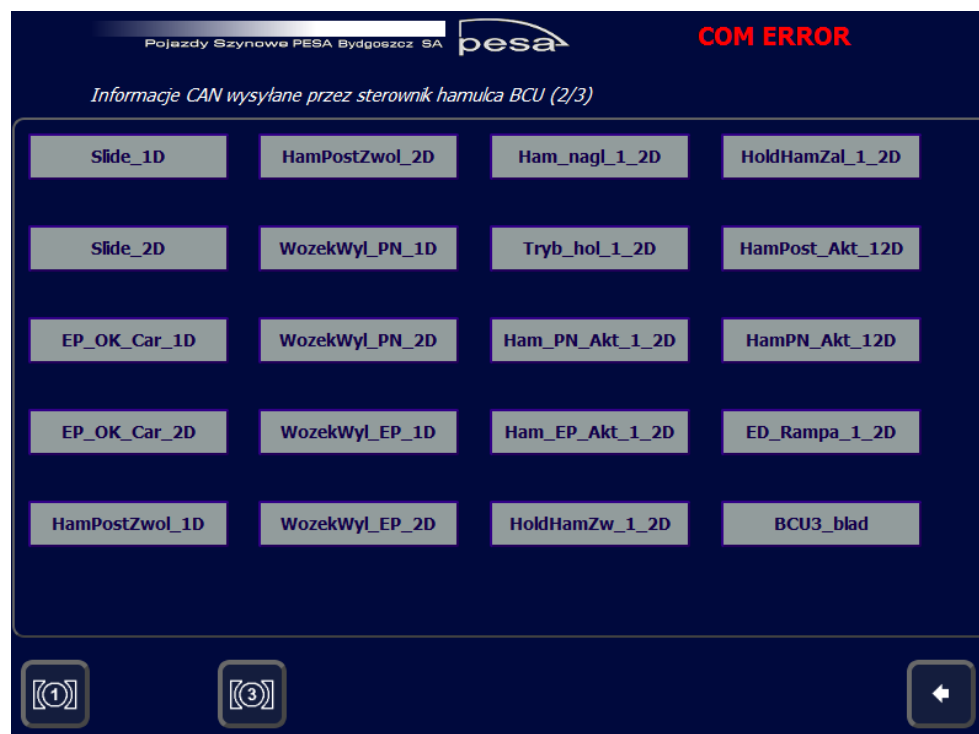 Pojazdy Szynowe PESA Bydgoszcz SA
pesa
COM ERROR
Informacje CAN wysyłane przez sterownik hamulca BCU (2/3)
Slide_1D HamPostZwol_2D Ham_nagl_1_2D HoldHamZal_1_2D
Slide_2D WozekWyl_PN_1D Tryb_hol_1_2D HamPost_Akt_12D
EP_OK_Car_1D WozekWyl_PN_2D Ham_PN_Akt_1_2D HamPN_Akt_12D
EP_OK_Car_2D WozekWyl_EP_1D Ham_EP_Akt_1_2D ED_Rampa_1_2D
HamPostZwol_1D WozekWyl_EP_2D HoldHamZw_1_2D BCU3_blad
1 3